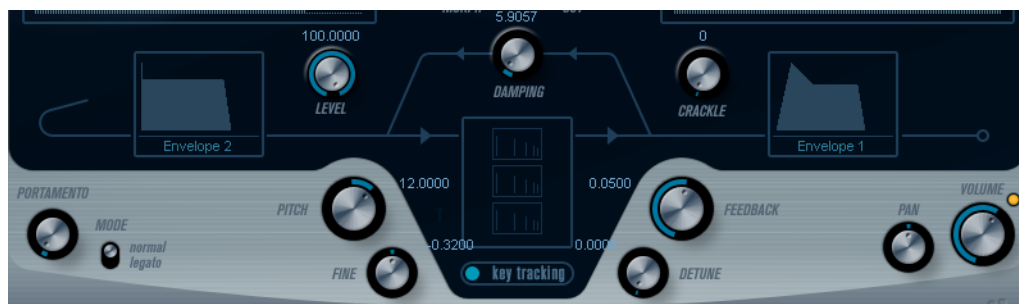 5.9057
100.0000
0
LEVEL
DAMPING
CRACKLE
Envelope 2
Envelope 1
PORTAMENTO
12.0000
0.0500
VOLUME
PITCH
FEEDBACK
PAN
MODE
normal
legato
-0.3200
0.000
FINE
key tracking
DETUNE